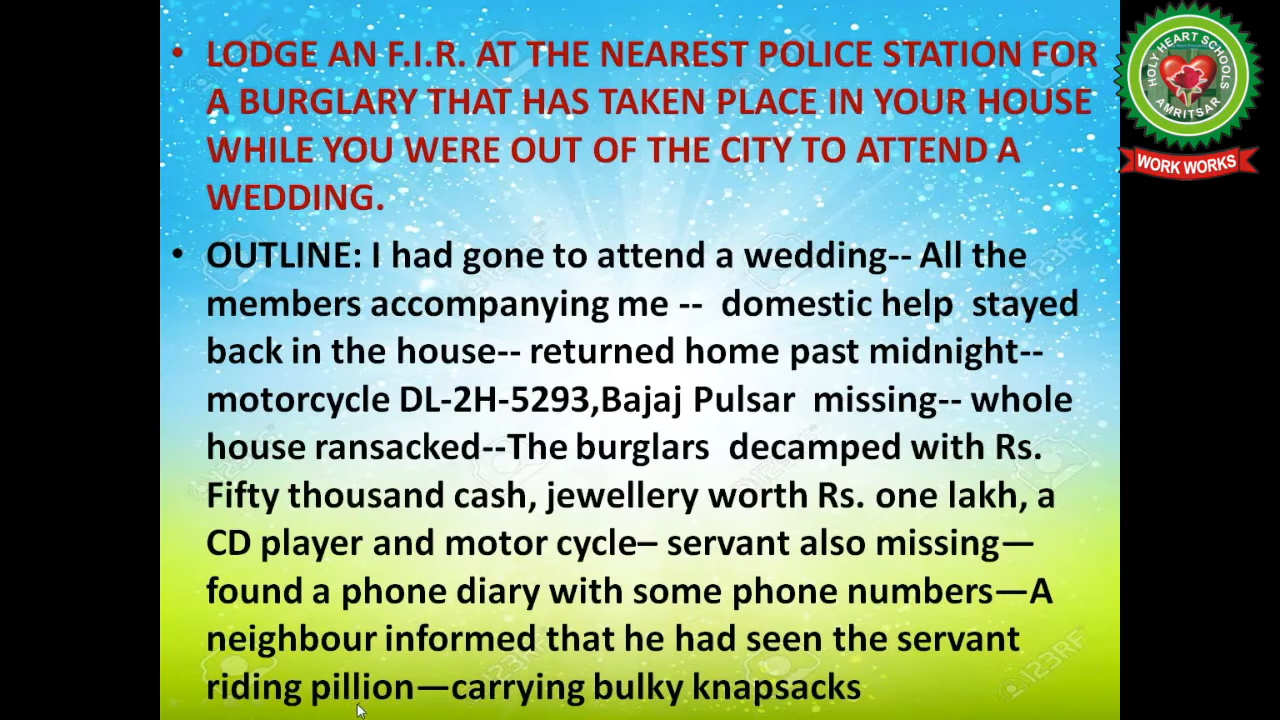 • LODGE AN F.I.R. AT THE NEAREST POLICE STATION FOR
A BURGLARY THAT HAS TAKEN PLACE IN YOUR HOUSE
WHILE YOU WERE OUT OF THE CITY TO ATTEND A
WEDDING.
• OUTLINE: I had gone to attend a wedding-- All the
members accompanying me -- domestic help stayed
back in the house-- returned home past midnight--
motorcycle DL-2H-5293,Bajaj Pulsar missing-- whole
house ransacked--The burglars decamped with Rs.
Fifty thousand cash, jewellery worth Rs. one lakh, a
CD player and motor cycle– servant also missing—
found a phone diary with some phone numbers—A
neighbour informed that he had seen the servant
riding pillion—carrying bulky knapsacks
HOLY HEART SCHOOLS
AMRITSAR
WORK WORKS
123RF
123RF
123RF
123RF